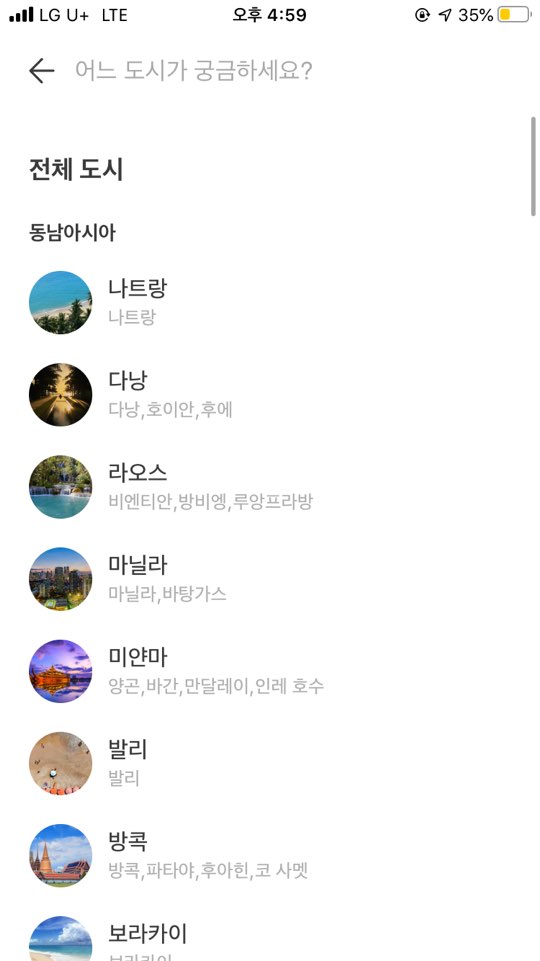 LG U+ LTE 오후 4:59 35%
어느 도시가 궁금하세요?
전체 도시
동남아시아
나트랑
나트랑
다낭
다낭,호이안,후에
라오스
비엔티안,방비엥,루앙프라방
마닐라
마닐라,바탕가스
미얀마
양곤,바간,만달레이,인레 호수
발리
발리
방콕
방콕,파타야,후아힌,코 사멧
보라카이
보라카이